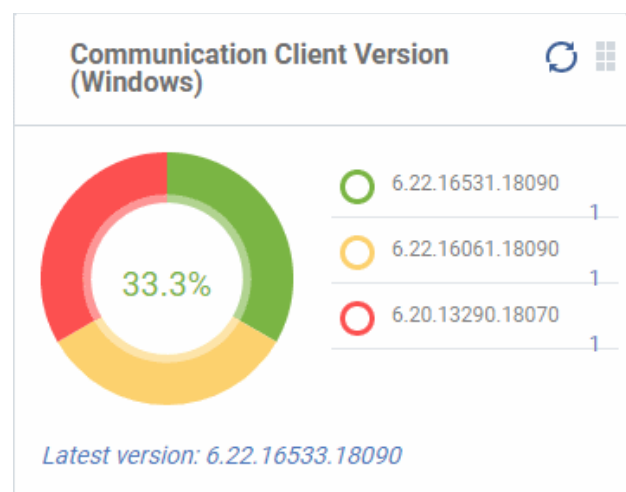 Communication Client Version
(Windows)
33.3%
6.22.16531.18090
1
6.22.16061.18090
1
6.20.13290.18070
1
Latest version: 6.22.16533.18090